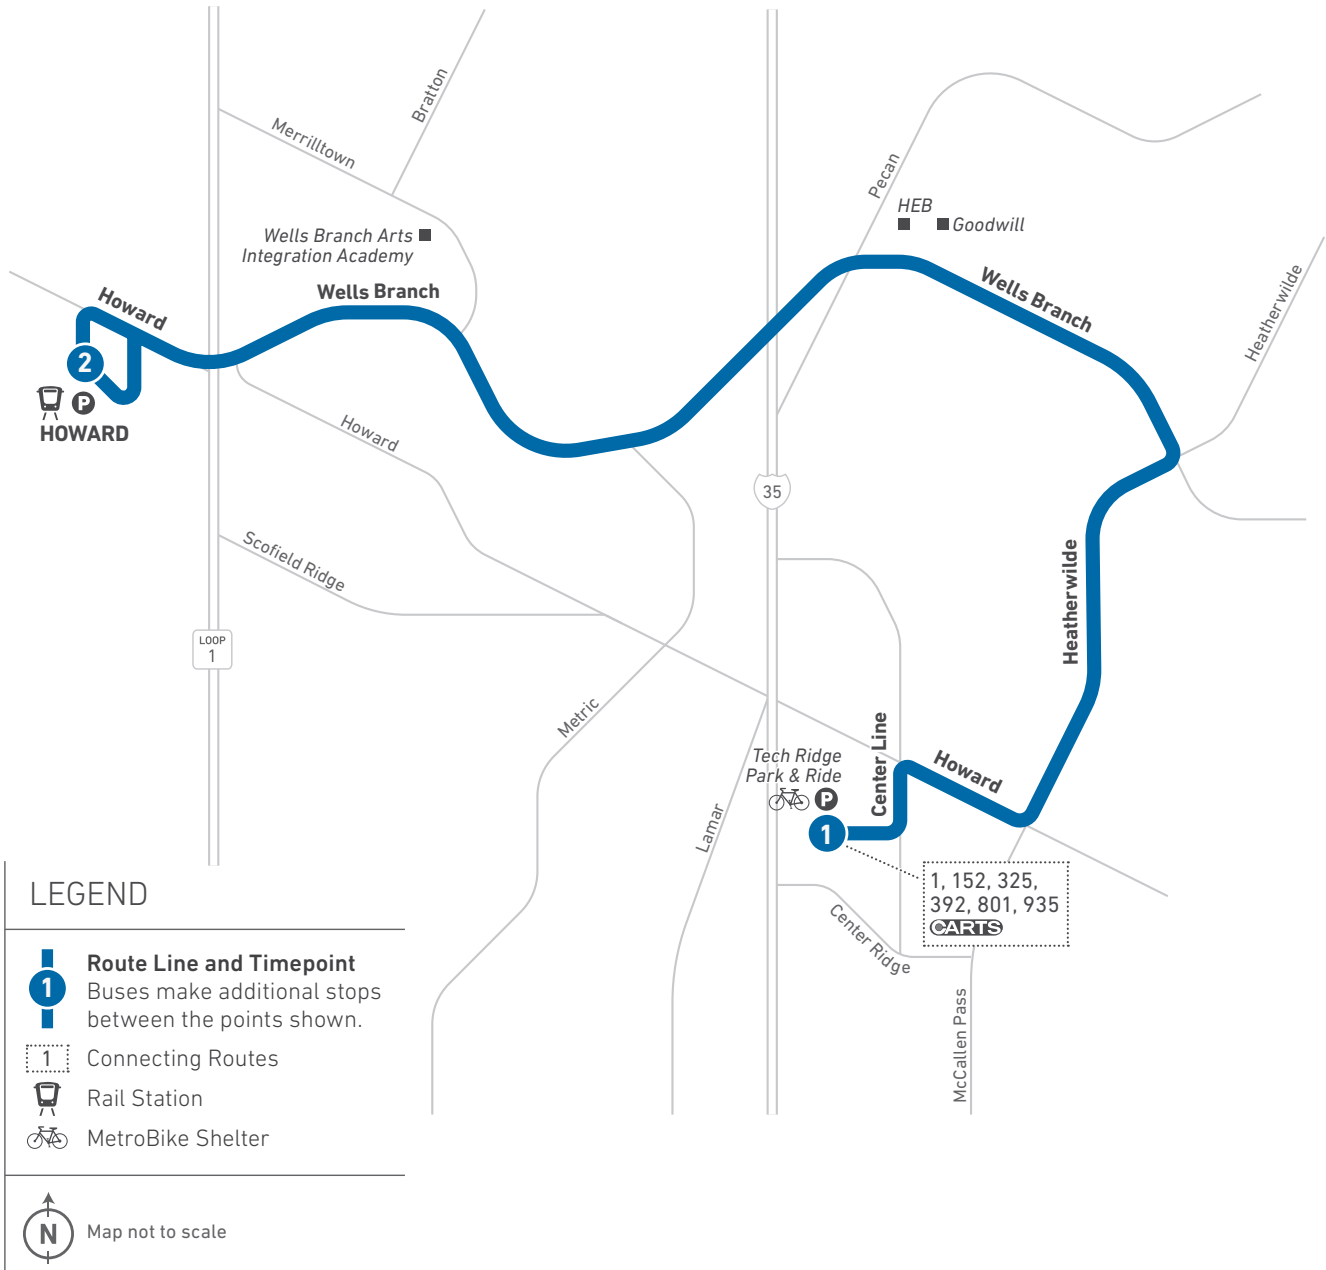 Bratton
Merrilltown
Pecan
HEB
Goodwill
Wells Branch Arts
Integration Academy
Howard
Wells Branch
Wells Branch
Heatherwilde
2
P
HOWARD
Howard
35
Scofield Ridge
Heatherwilde
LOOP
1
Metric
Center Line
Tech Ridge
Park & Ride
P
Howard
Lamar
1
1, 152, 325,
392, 801, 935
CARTS
Center Ridge
McCallen Pass
LEGEND
Route Line and Timepoint
1
Buses make additional stops
between the points shown.
1
Connecting Routes
Rail Station
MetroBike Shelter
N
Map not to scale